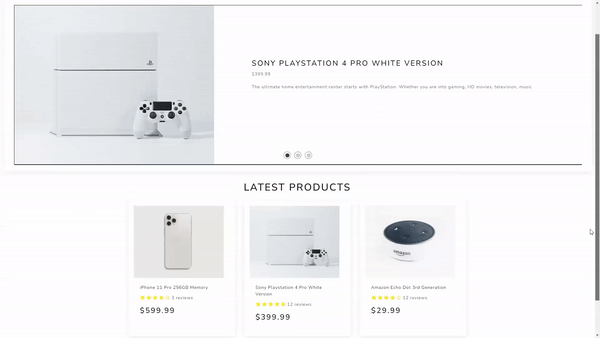 SONY PLAYSTATION 4 PRO WHITE VERSION
$399.99
The ultimate home entertainment center starts with PlayStation. Whether you are into gaming, HD movies, television, music
LATEST PRODUCTS
iPhone 11 Pro 256GB Memory
Sony Playstation 4 Pro White
Version
Amazon Echo Dot 3rd Generation
5 reviews
12 reviews
12 reviews
$599.99
$399.99
$29.99
amazon